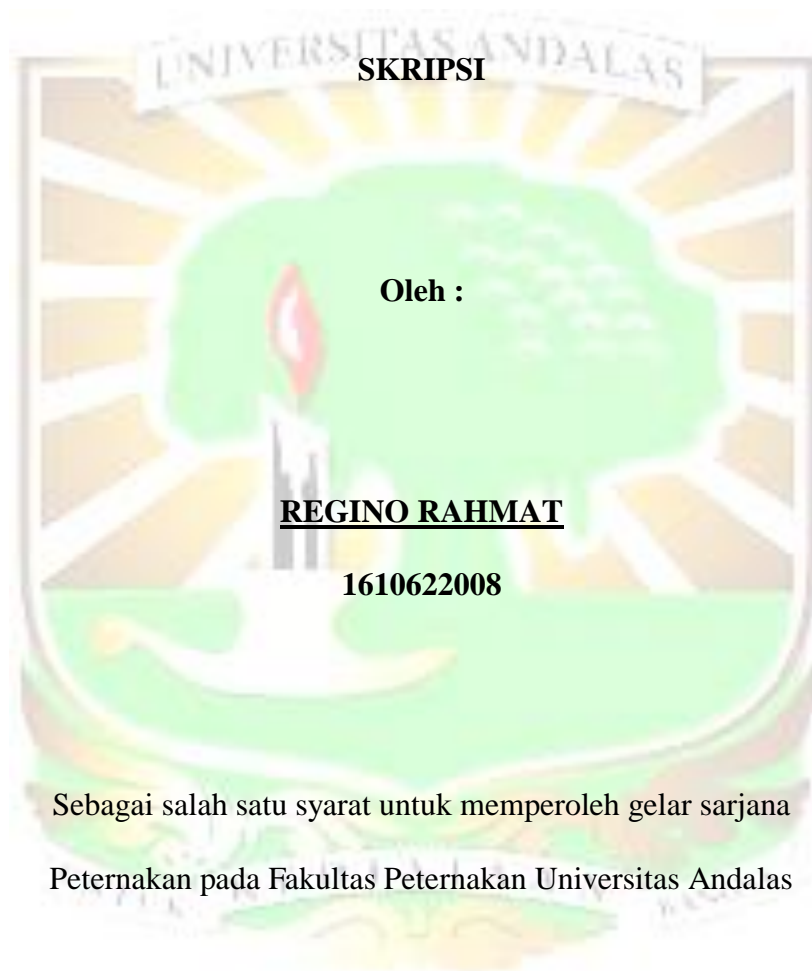 UNIVERSITAS ANDALAS
SKRIPSI
Oleh :
REGINO RAHMAT
1610622008
Sebagai salah satu syarat untuk memperoleh gelar sarjana
Peternakan pada Fakultas Peternakan Universitas Andalas